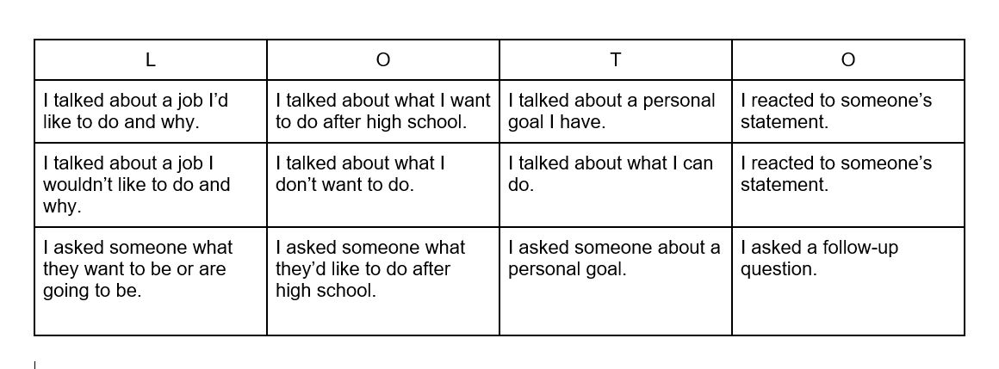 L O T O
I talked about a job I’d
like to do and why.
I talked about what I want
to do after high school.
I talked about a personal
goal I have.
I reacted to someone’s
statement.
I talked about a job I
wouldn’t like to do and
why.
I talked about what I
don’t want to do.
I talked about what I can
do.
I reacted to someone’s
statement.
I asked someone what
they want to be or are
going to be.
I asked someone what
they’d like to do after
high school.
I asked someone about a
personal goal.
I asked a follow-up
question.